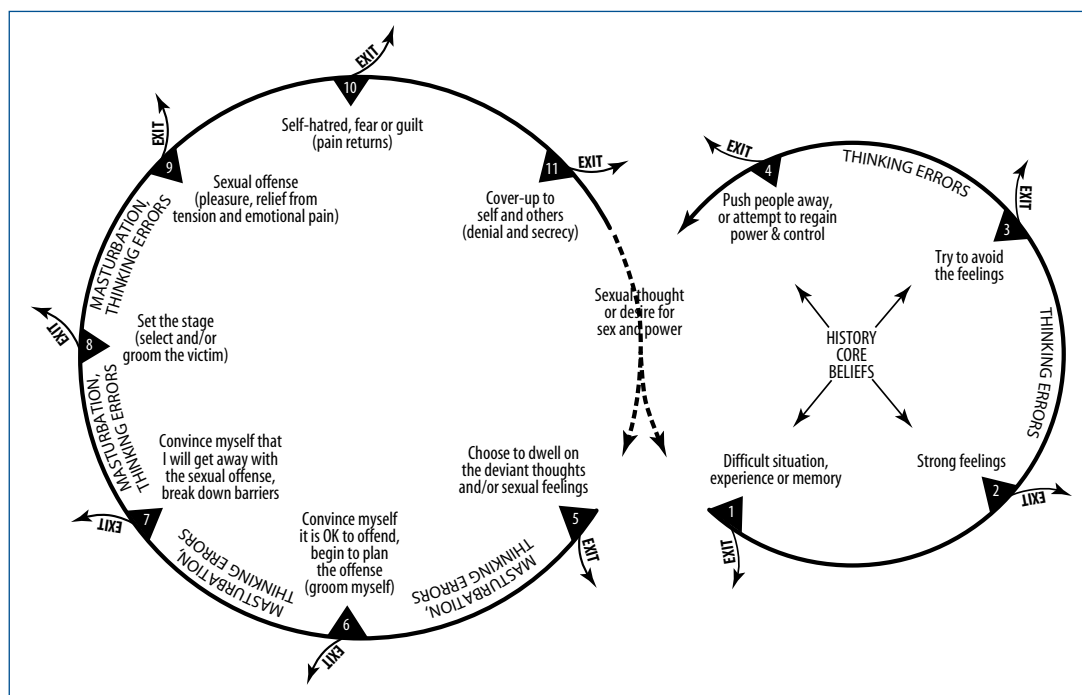 EXIT
10
Self-hatred, fear or guilt
(pain returns)
EXIT
9
Sexual offense
(pleasure, relief from
tension and emotional pain)
EXIT
11
Cover-up to
self and others
(denial and secrecy)
MASTURBATION,
THINKING ERRORS
EXIT
8
Set the stage
(select and/or
groom the victim)
MASTURBATION,
THINKING ERRORS
EXIT
7
Convince myself that
I will get away with
the sexual offense,
break down barriers
MASTURBATION,
THINKING ERRORS
EXIT
6
Convince myself
it is OK to offend,
begin to plan
the offense
(groom myself)
MASTURBATION,
THINKING ERRORS
EXIT
5
Choose to dwell on
the deviant thoughts
and/or sexual feelings
Sexual thought
or desire for
sex and power
EXIT
4
Push people away,
or attempt to regain
power & control
THINKING ERRORS
EXIT
3
Try to avoid
the feelings
THINKING ERRORS
HISTORY
CORE
BELIEFS
Strong feelings
2
EXIT
Difficult situation,
experience or memory
1
EXIT